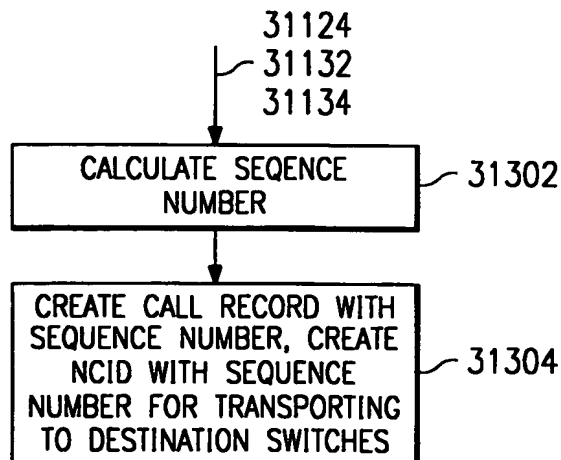 31124
31132
31134
CALCULATE SEQENCE
NUMBER
31302
CREATE CALL RECORD WITH
SEQUENCE NUMBER, CREATE
NCID WITH SEQUENCE
NUMBER FOR TRANSPORTING
TO DESTINATION SWITCHES
31304